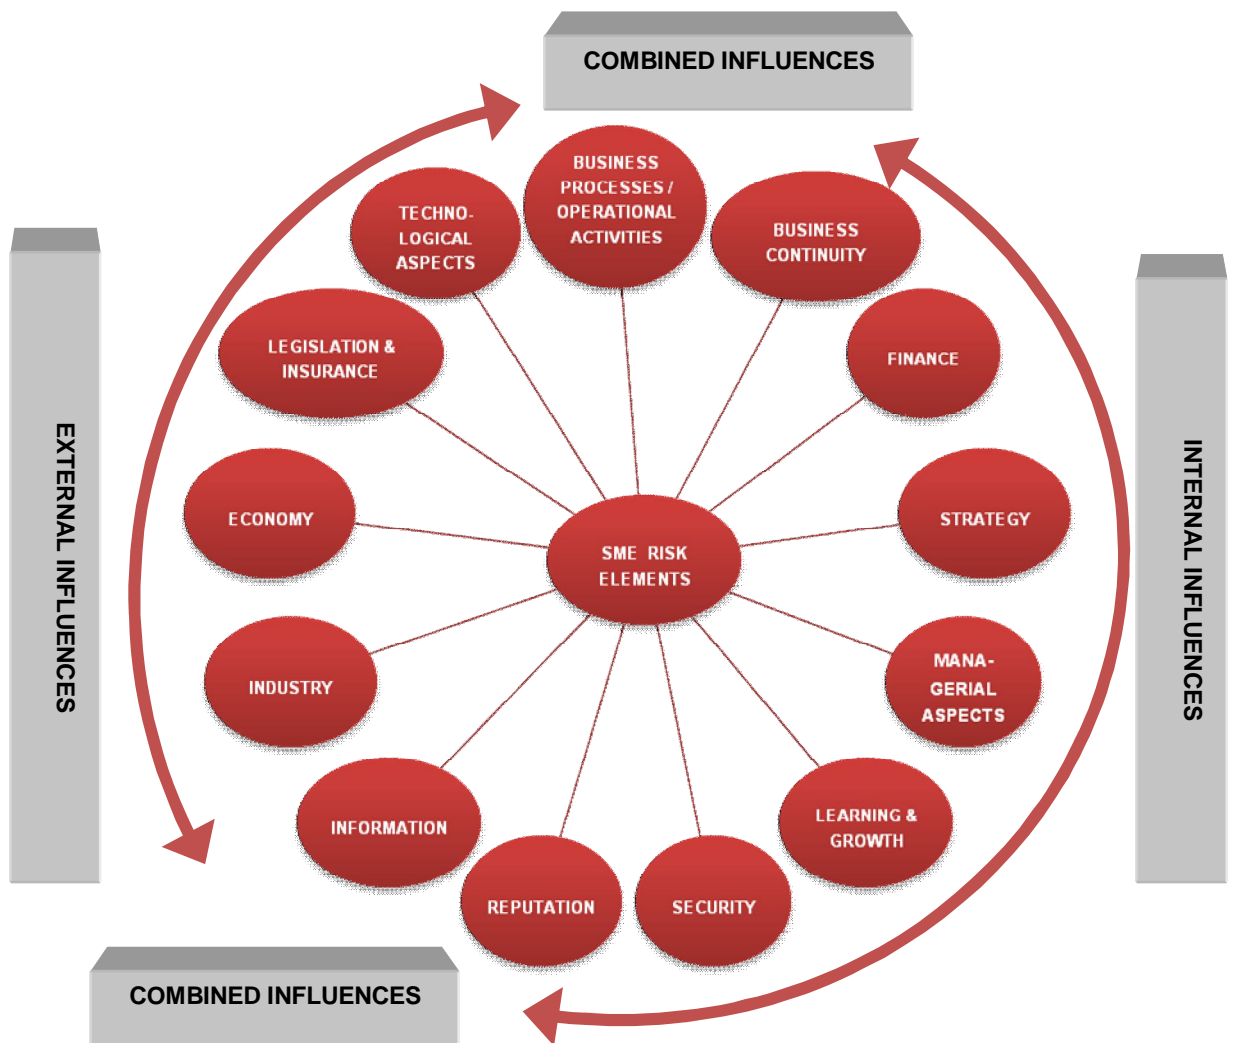 COMBINED INFLUENCES
BUSINESS
PROCESSES /
OPERATIONAL
ACTIVITIES
TECHNO-
LOGICAL
ASPECTS
BUSINESS
CONTINUITY
LEGISLATION &
INSURANCE
FINANCE
EXTERNAL INFLUENCES
ECONOMY
STRATEGY
INTERNAL INFLUENCES
SME RISK
ELEMENTS
INDUSTRY
MANA-
GERIAL
ASPECTS
INFORMATION
LEARNING &
GROWTH
REPUTATION
SECURITY
COMBINED INFLUENCES